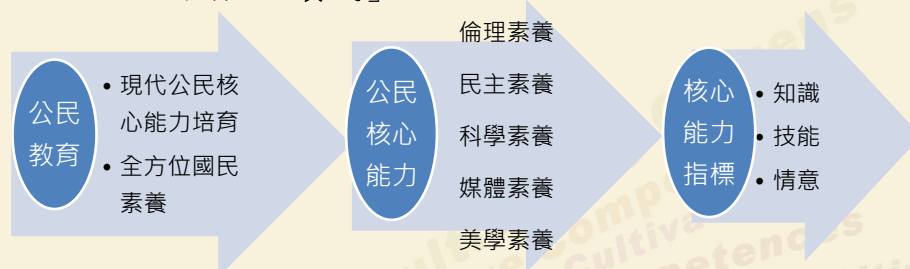 公民
教育
• 現代公民核
心能力培育
• 全方位國民
素養
公民
核心
能力
倫理素養
民主素養
科學素養
媒體素養
美學素養
核心
能力
指標
• 知識
• 技能
• 情意